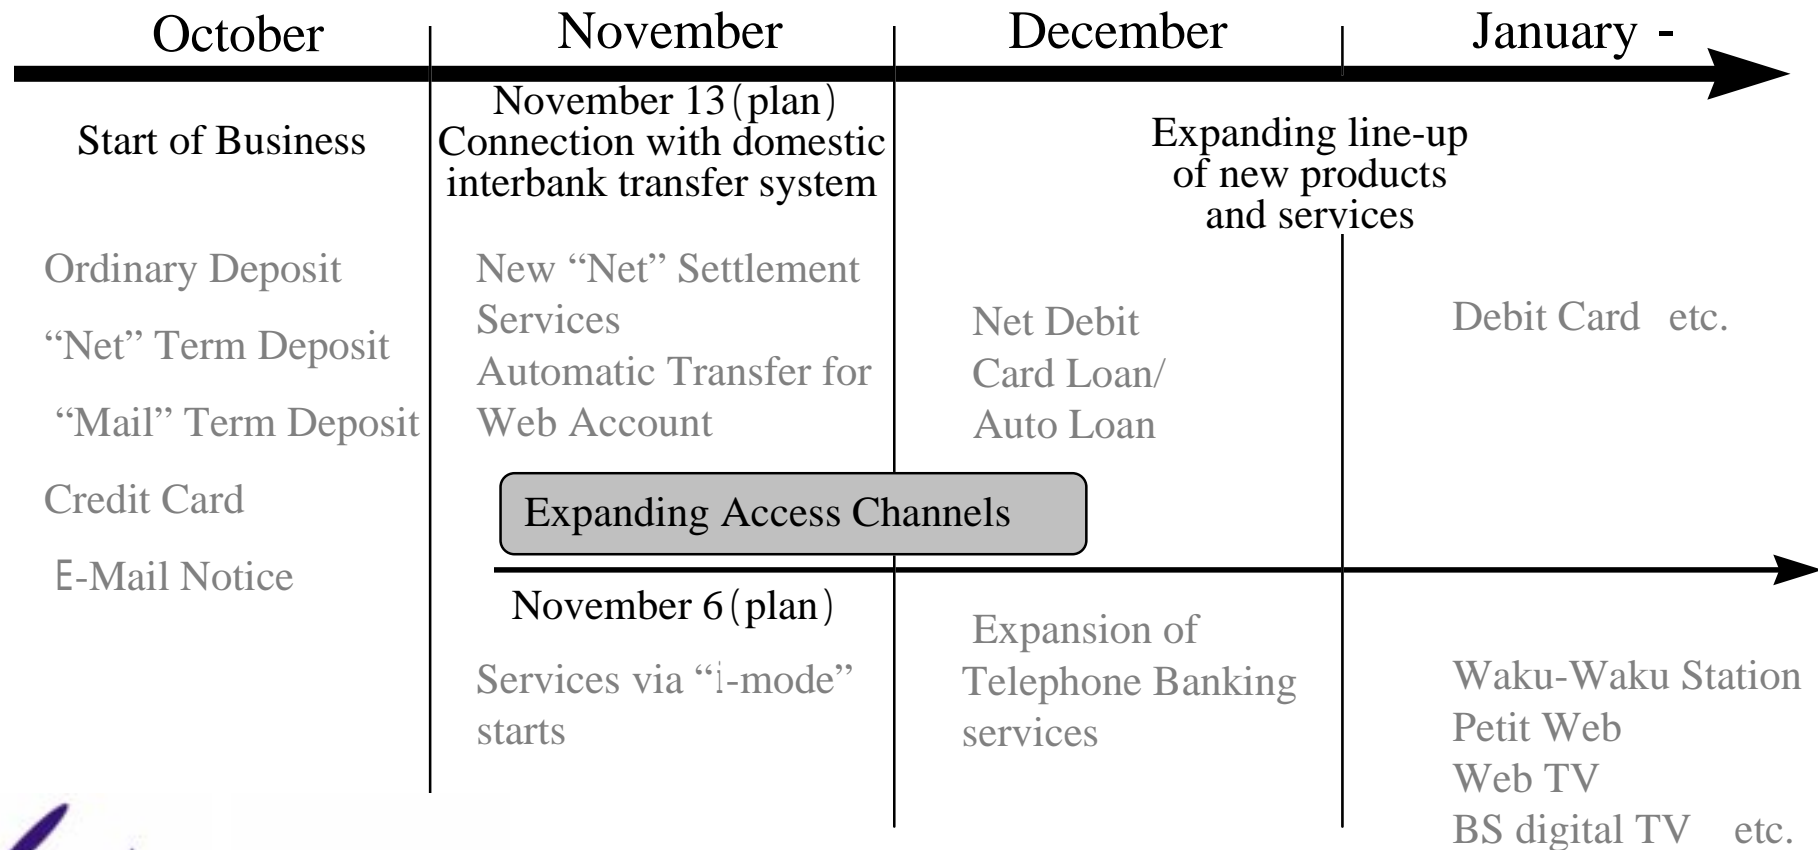 October
November
December
January -
Start of Business
November 13(plan)
Connection with domestic
interbank transfer system
Expanding line-up
of new products
and services
Ordinary Deposit
“Net” Term Deposit
“Mail” Term Deposit
Credit Card
E-Mail Notice
New “Net” Settlement
Services
Automatic Transfer for
Web Account
Net Debit
Card Loan/
Auto Loan
Debit Card etc.
Expanding Access Channels
November 6(plan)
Services via “i-mode”
starts
Expansion of
Telephone Banking
services
Waku-Waku Station
Petit Web
Web TV
BS digital TV etc.